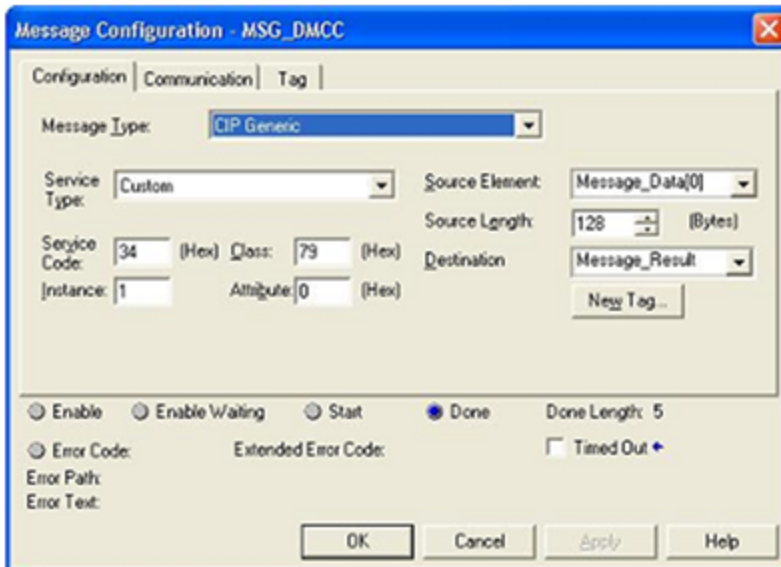 Message Configuration - MSG_DMCC
Configuration Communication Tag
Message Type: CIP Generic
Service Type: Custom
Source Element: Message_Data[0]
Source Length: 128 (Bytes)
Service Code: 34 (Hex) Class: 79 (Hex)
Destination Message_Result
Instance: 1 Attribute: 0 (Hex)
New Tag...
Enable Enable Waiting Start Done Done Length: 5
Error Code: Extended Error Code: Timed Out
Error Path:
Error Text:
OK Cancel Apply Help